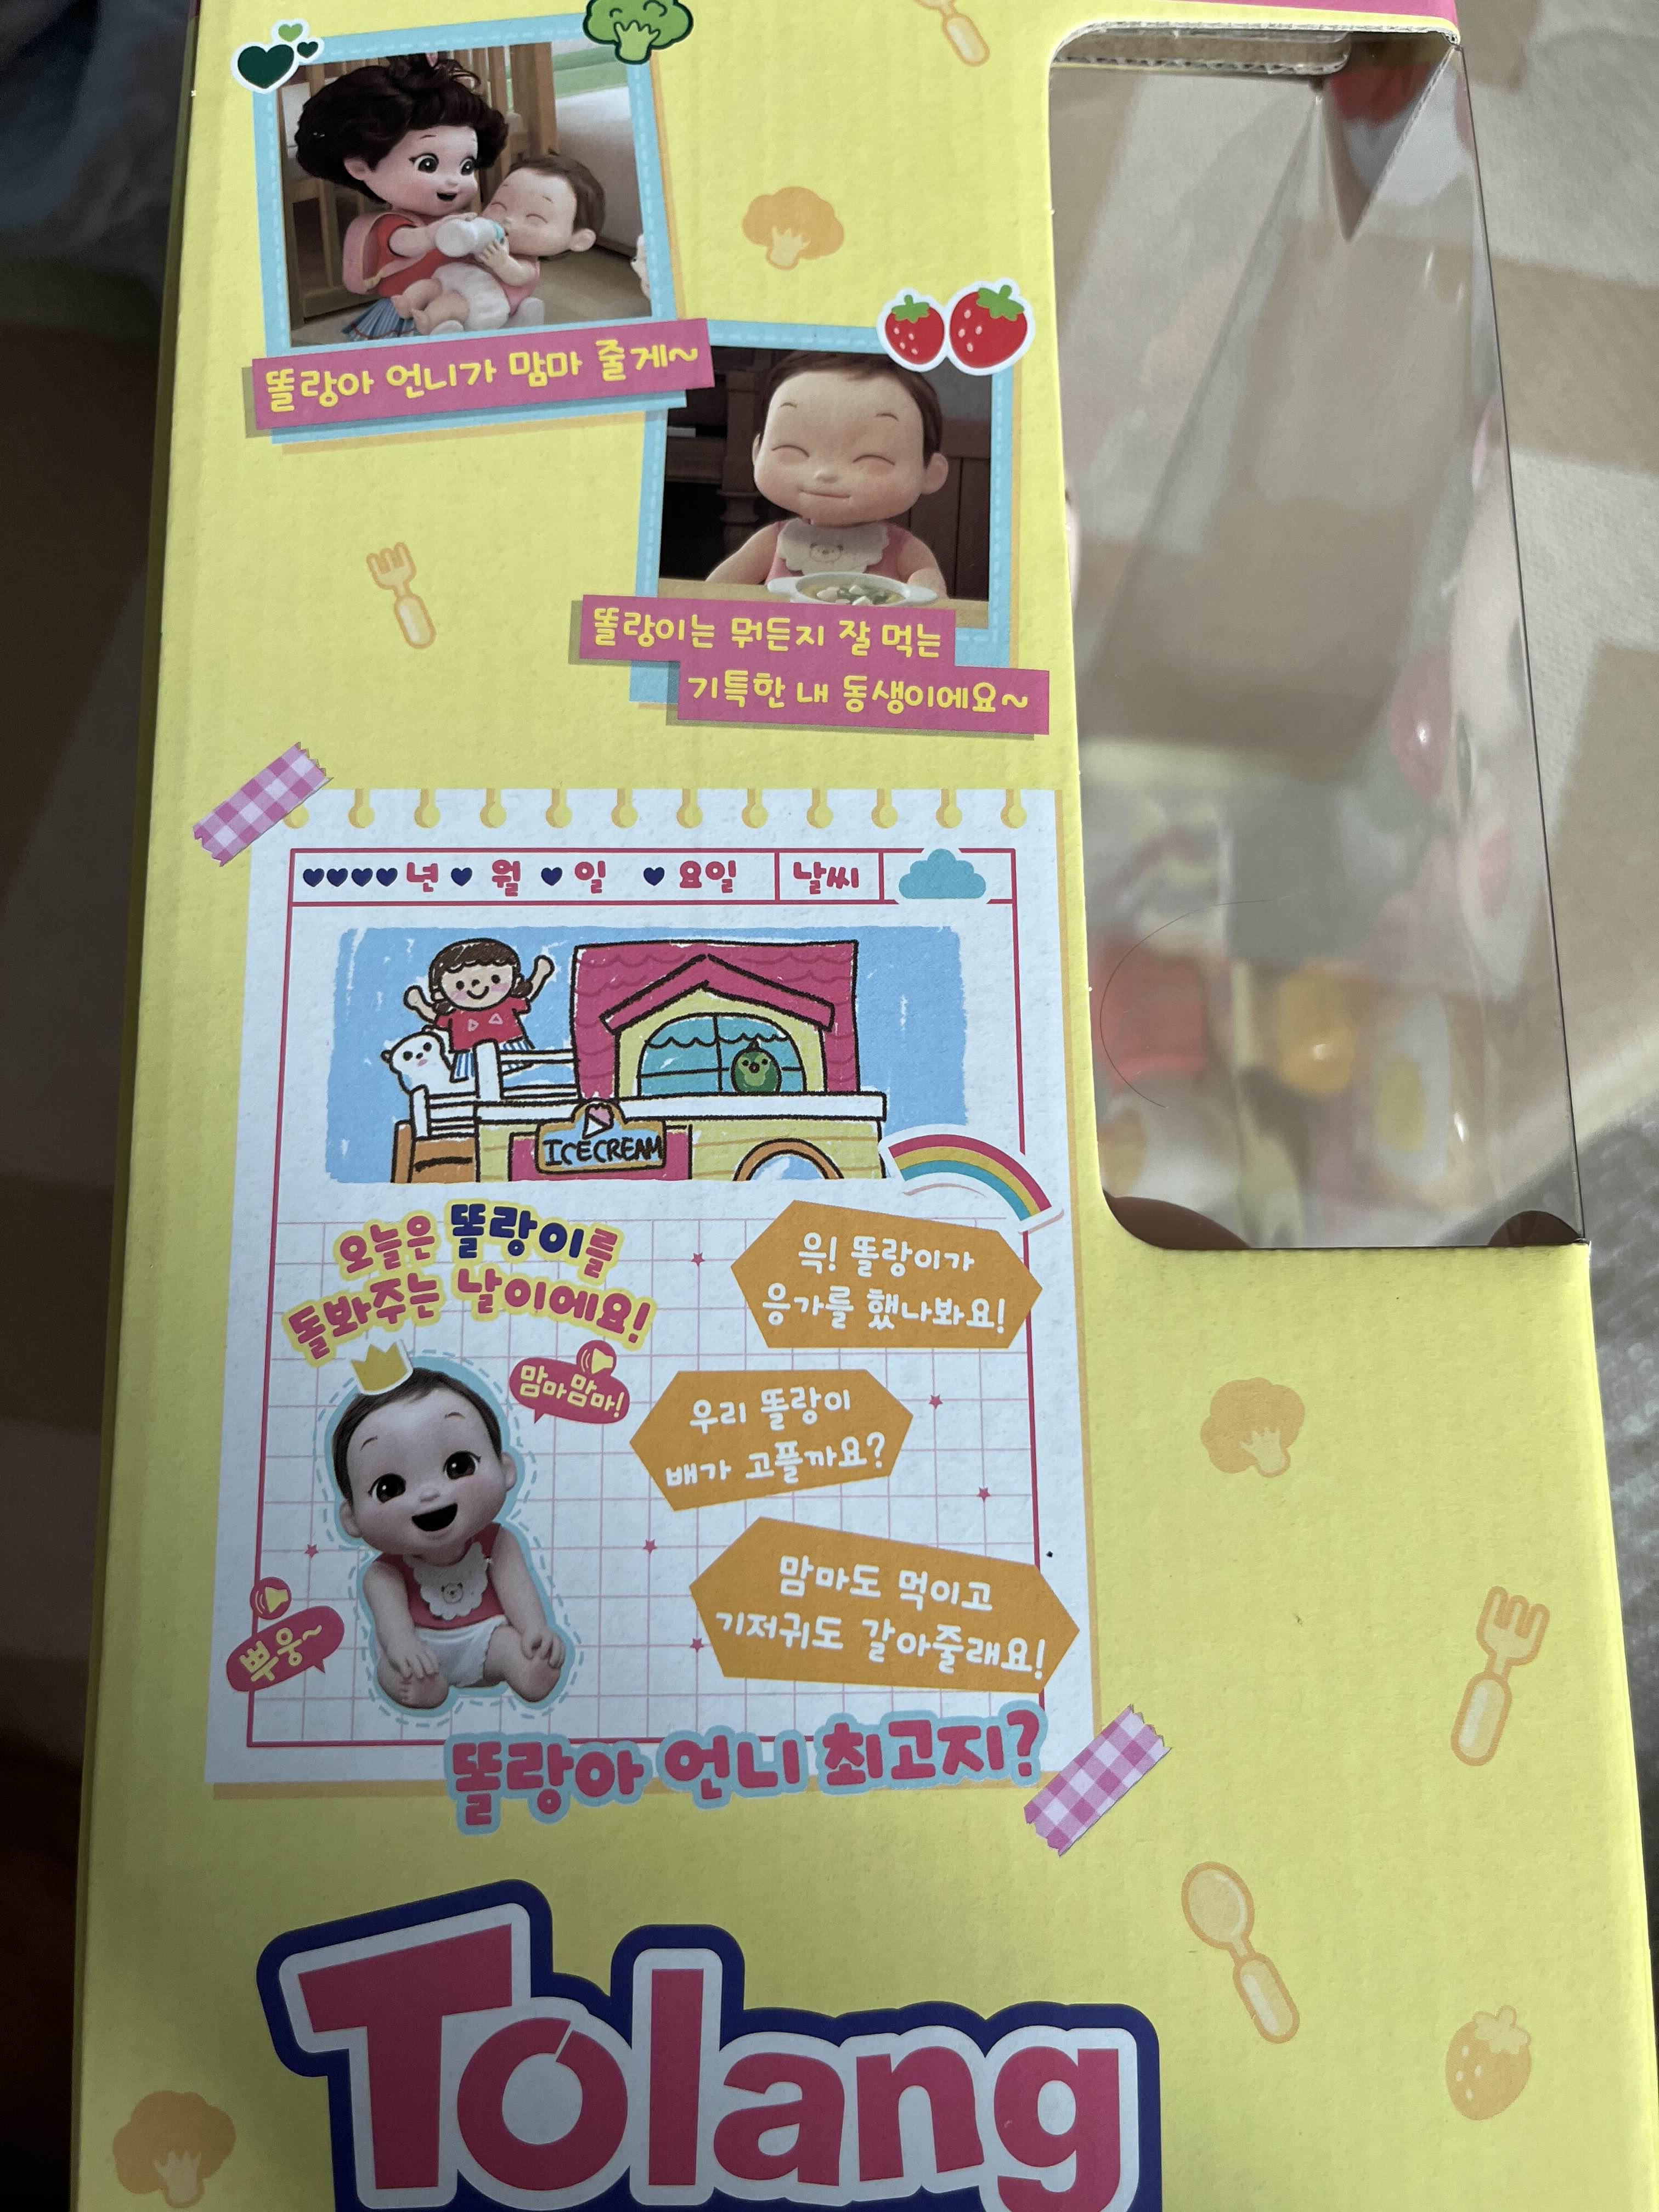 똘랑아 언니가 맘마 줄게~
똘랑이는 뭐든지 잘 먹는
기특한 내 동생이에요~
♥♥♥♥년 ♥ 월 ♥ 일 ♥ 요일 날씨
ICECREAM
오늘은 똘랑이를
돌봐주는 날이에요!
윽! 똘랑이가
응가를 했나봐요!
맘마맘마!
우리 똘랑이
배가 고플까요?
맘마도 먹이고
기저귀도 갈아줄래요!
뿌웅~
똘랑아 언니 최고지?
Tolang